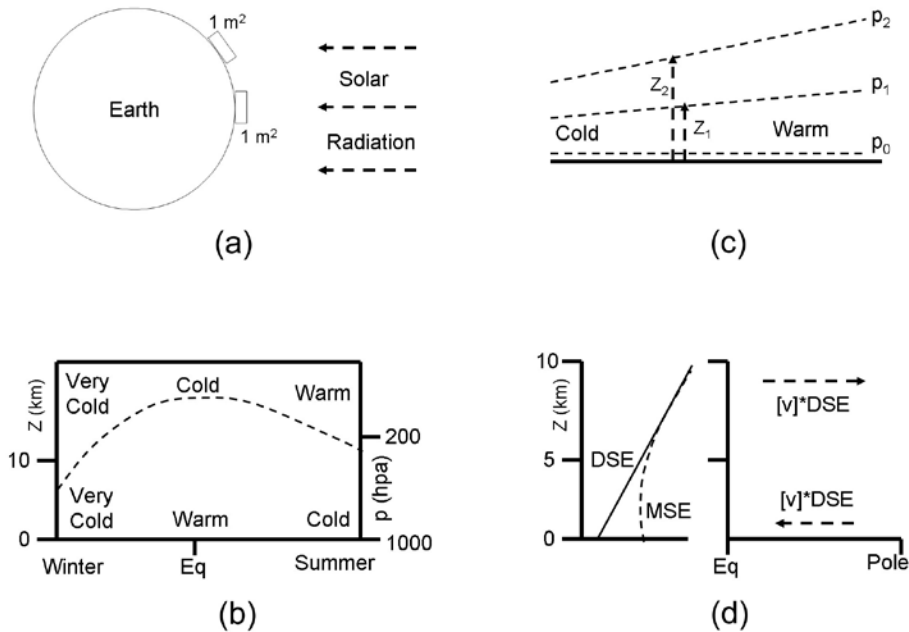 1 m²
Solar
Earth
1 m²
Radiation
(a)
p₂
p₁
Z₂
Cold
Z₁
Warm
p₀
(c)
Z (km)
Very
Cold
Cold
Warm
10
200
p (hpa)
Very
Cold
Warm
Cold
0
1000
Winter
Eq
Summer
(b)
Z (km)
10
[v]*DSE
5
DSE
MSE
[v]*DSE
0
Eq
Pole
(d)